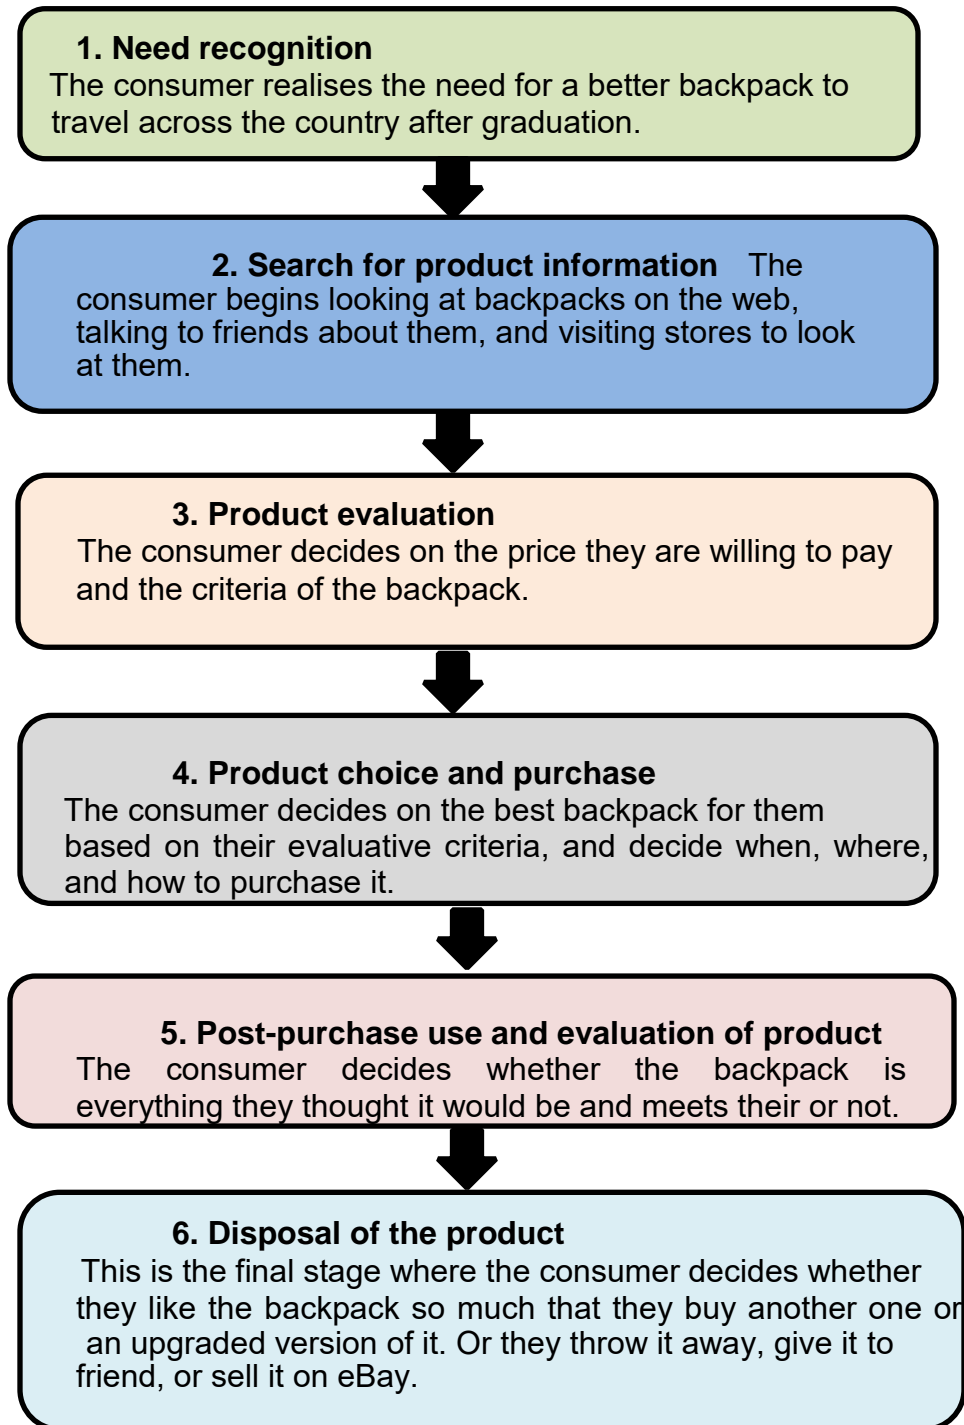 1. Need recognition
The consumer realises the need for a better backpack to
travel across the country after graduation.
2. Search for product information The
consumer begins looking at backpacks on the web,
talking to friends about them, and visiting stores to look
at them.
3. Product evaluation
The consumer decides on the price they are willing to pay
and the criteria of the backpack.
4. Product choice and purchase
The consumer decides on the best backpack for them
based on their evaluative criteria, and decide when, where,
and how to purchase it.
5. Post-purchase use and evaluation of product
The consumer decides whether the backpack is
everything they thought it would be and meets their or not.
6. Disposal of the product
This is the final stage where the consumer decides whether
they like the backpack so much that they buy another one or
an upgraded version of it. Or they throw it away, give it to
friend, or sell it on eBay.